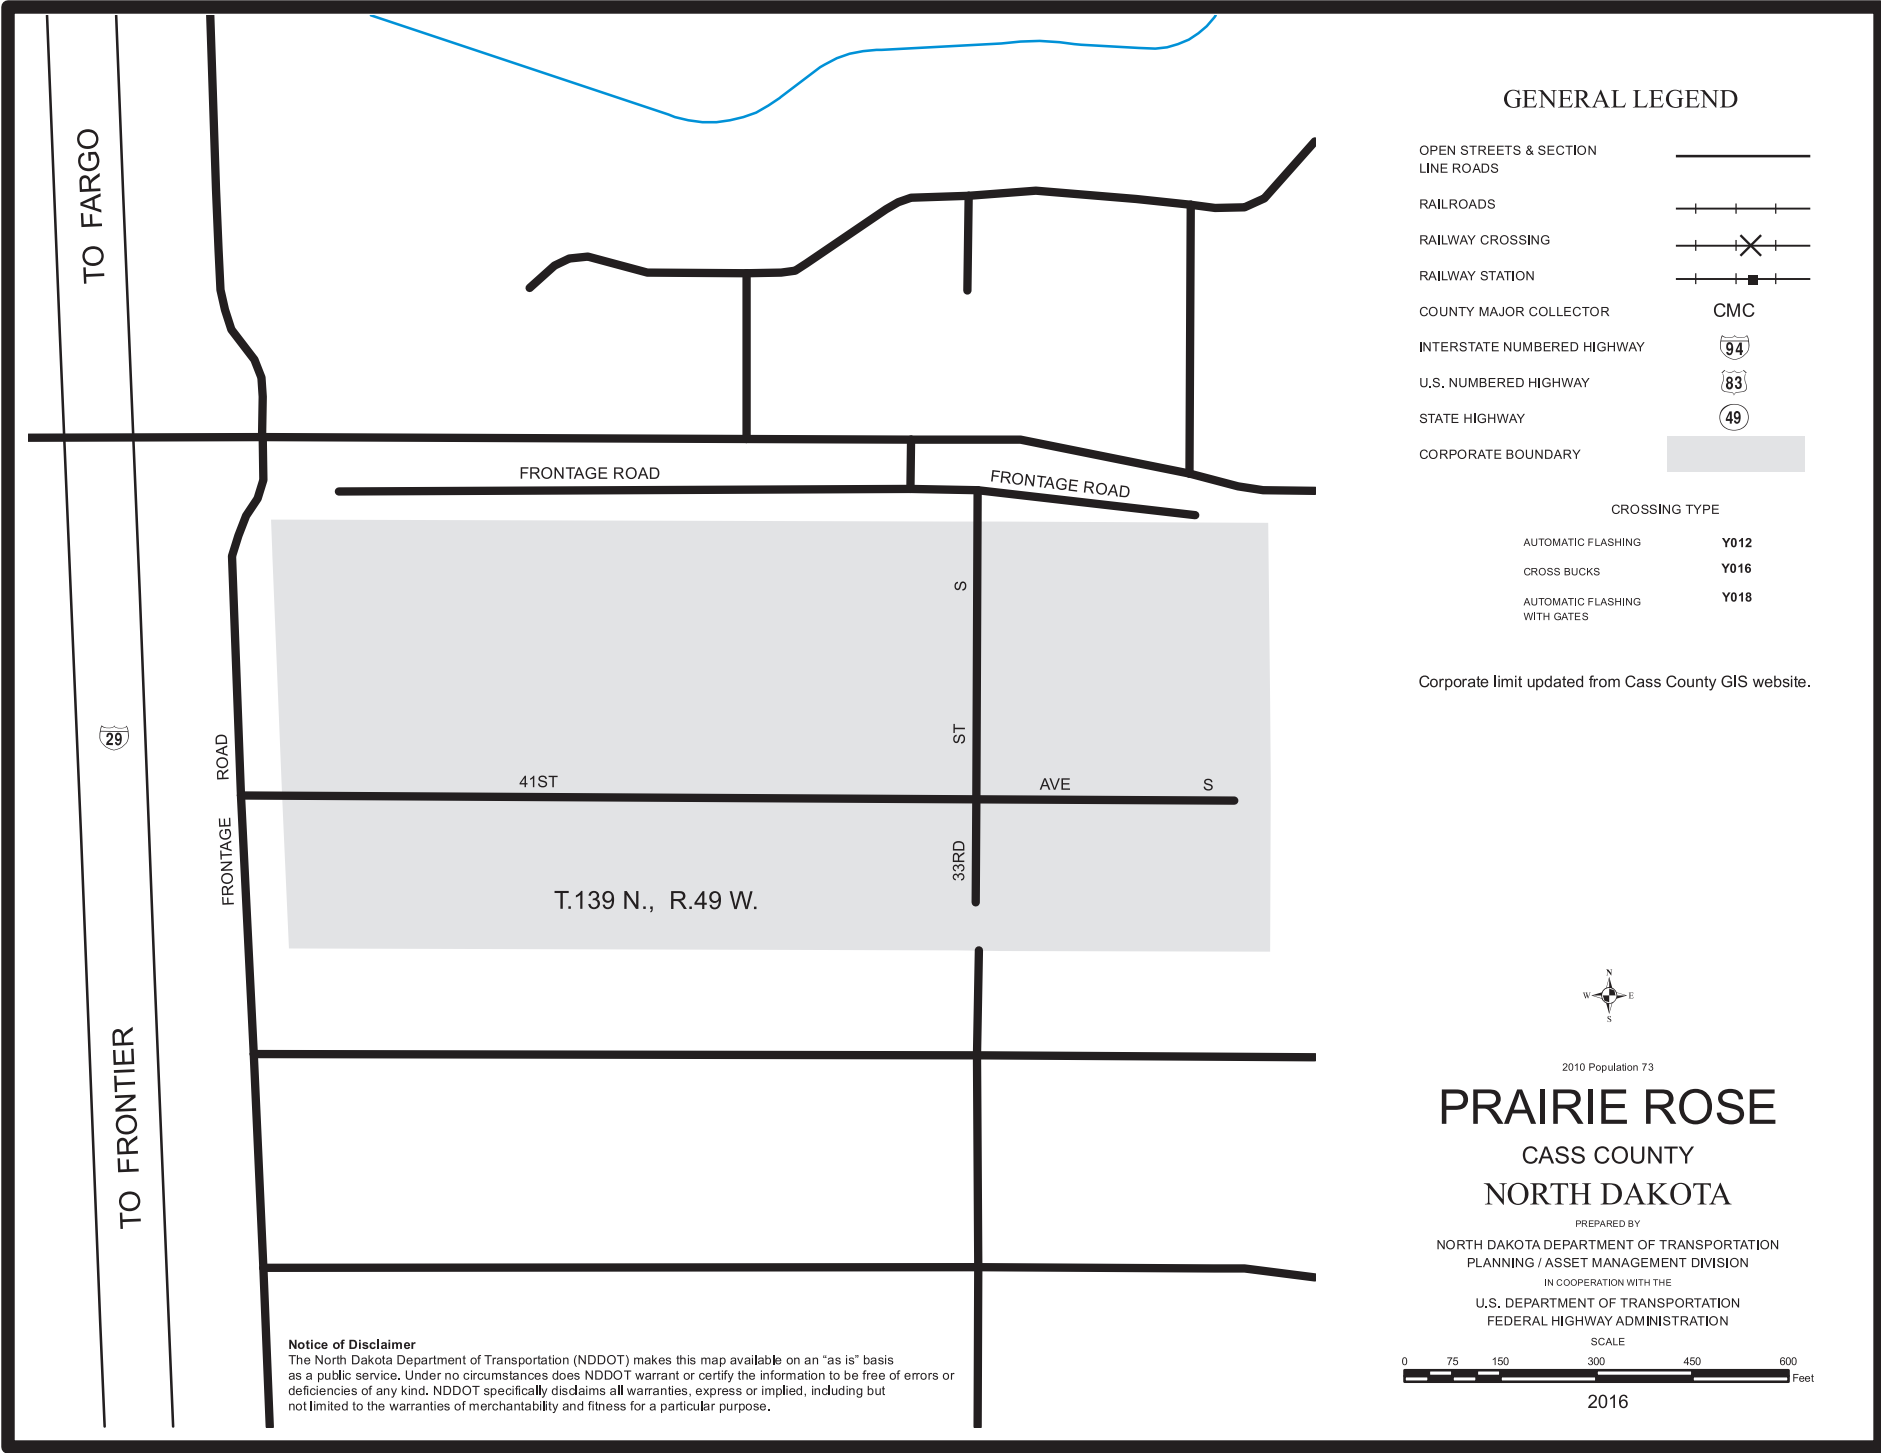 TO FARGO
FRONTAGE ROAD
FRONTAGE ROAD
S
29
ROAD
ST
41ST
AVE
S
FRONTAGE
33RD
T.139 N., R.49 W.
TO FRONTIER
Notice of Disclaimer
The North Dakota Department of Transportation (NDDOT) makes this map available on an “as is” basis
as a public service. Under no circumstances does NDDOT warrant or certify the information to be free of errors or
deficiencies of any kind. NDDOT specifically disclaims all warranties, express or implied, including but
not limited to the warranties of merchantability and fitness for a particular purpose.
GENERAL LEGEND
OPEN STREETS & SECTION
LINE ROADS
RAILROADS
RAILWAY CROSSING
RAILWAY STATION
COUNTY MAJOR COLLECTOR CMC
INTERSTATE NUMBERED HIGHWAY 94
U.S. NUMBERED HIGHWAY 83
STATE HIGHWAY 49
CORPORATE BOUNDARY
CROSSING TYPE
AUTOMATIC FLASHING Y012
CROSS BUCKS Y016
AUTOMATIC FLASHING Y018
WITH GATES
Corporate limit updated from Cass County GIS website.
N
W E
S
2010 Population 73
PRAIRIE ROSE
CASS COUNTY
NORTH DAKOTA
PREPARED BY
NORTH DAKOTA DEPARTMENT OF TRANSPORTATION
PLANNING / ASSET MANAGEMENT DIVISION
IN COOPERATION WITH THE
U.S. DEPARTMENT OF TRANSPORTATION
FEDERAL HIGHWAY ADMINISTRATION
SCALE
0 75 150 300 450 600
Feet
2016